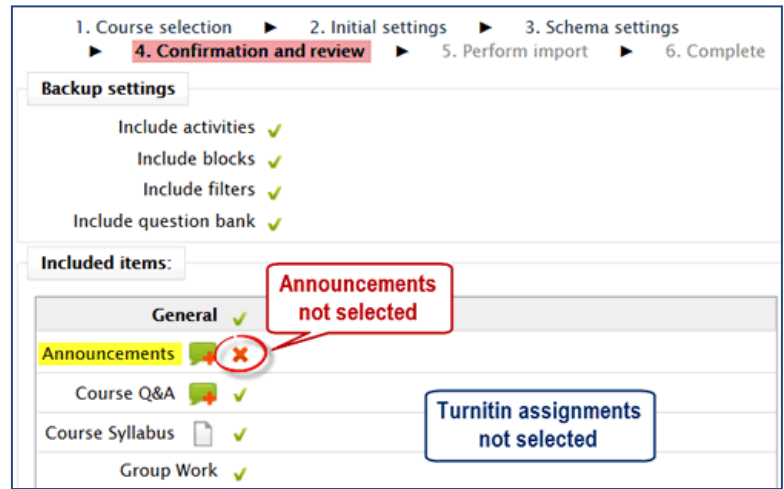 1. Course selection ► 2. Initial settings ► 3. Schema settings
► 4. Confirmation and review ► 5. Perform import ► 6. Complete
Backup settings
Include activities
Include blocks
Include filters
Include question bank
Included items:
Announcements
not selected
General
Announcements
Course Q&A
Course Syllabus
Turnitin assignments
not selected
Group Work